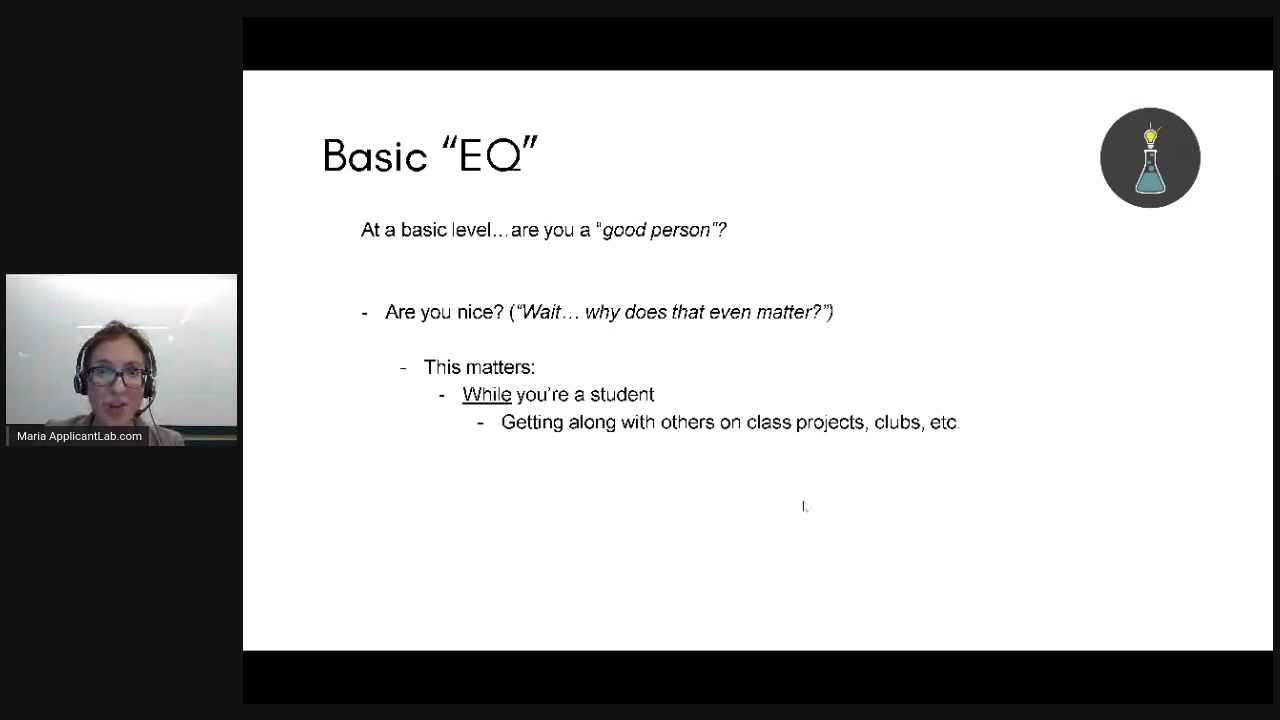 Basic “EQ”
At a basic level…are you a “good person”?
- Are you nice? (“Wait… why does that even matter?”)
- This matters:
- While you’re a student
- Getting along with others on class projects, clubs, etc.
Maria ApplicantLab.com